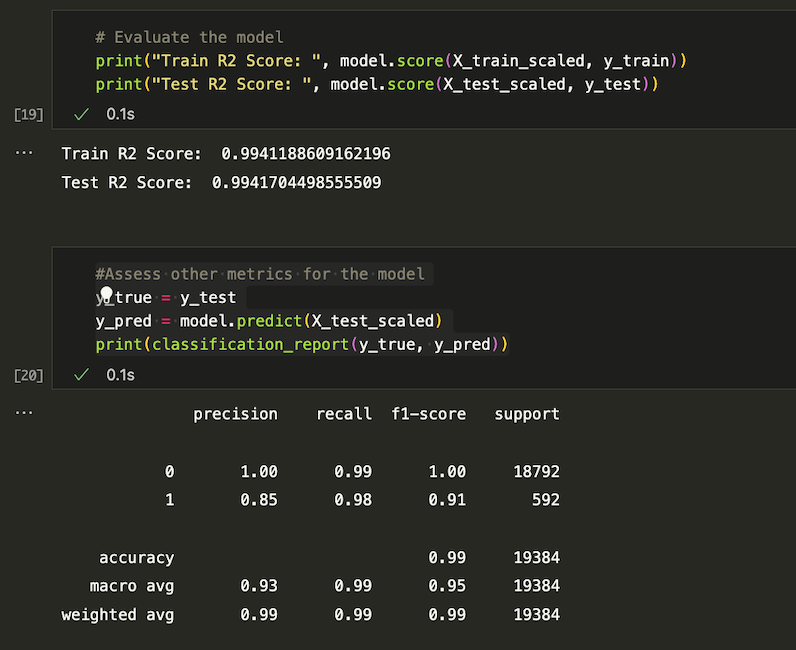 # Evaluate the model
print("Train R2 Score: ", model.score(X_train_scaled, y_train))
print("Test R2 Score: ", model.score(X_test_scaled, y_test))
[19] 0.1s
... Train R2 Score:  0.9941188609162196
Test R2 Score:  0.9941704498555509
#Assess other metrics for the model
y_true = y_test
y_pred = model.predict(X_test_scaled)
print(classification_report(y_true, y_pred))
[20] 0.1s
... precision recall f1-score support
0 1.00 0.99 1.00 18792
1 0.85 0.98 0.91 592
accuracy 0.99 19384
macro avg 0.93 0.99 0.95 19384
weighted avg 0.99 0.99 0.99 19384